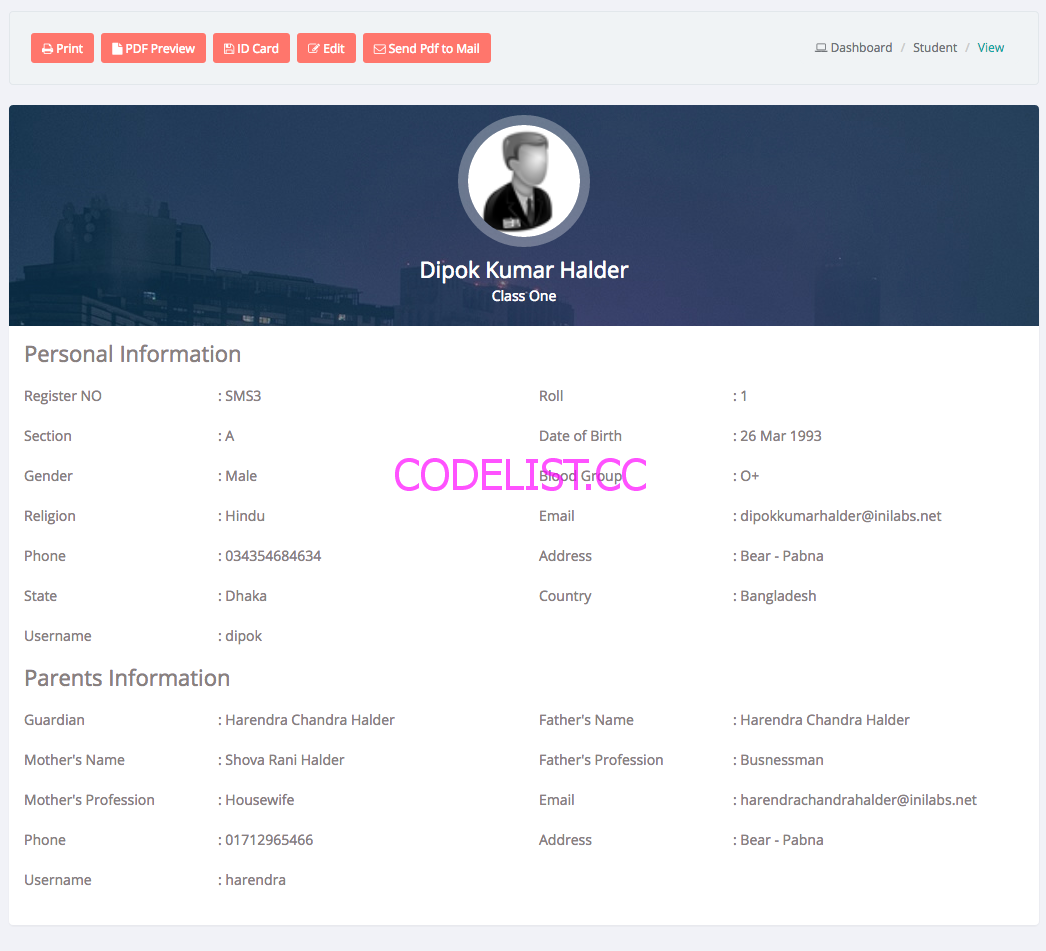 Print PDF Preview ID Card Edit Send Pdf to Mail Dashboard / Student / View
Dipok Kumar Halder
Class One
Personal Information
Register NO : SMS3 Roll : 1
Section : A Date of Birth : 26 Mar 1993
Gender : Male Blood Group : O+
CODELIST.CC
Religion : Hindu Email : dipokkumarhalder@inilabs.net
Phone : 034354684634 Address : Bear - Pabna
State : Dhaka Country : Bangladesh
Username : dipok
Parents Information
Guardian : Harendra Chandra Halder Father's Name : Harendra Chandra Halder
Mother's Name : Shova Rani Halder Father's Profession : Busnessman
Mother's Profession : Housewife Email : harendrachandrahalder@inilabs.net
Phone : 01712965466 Address : Bear - Pabna
Username : harendra